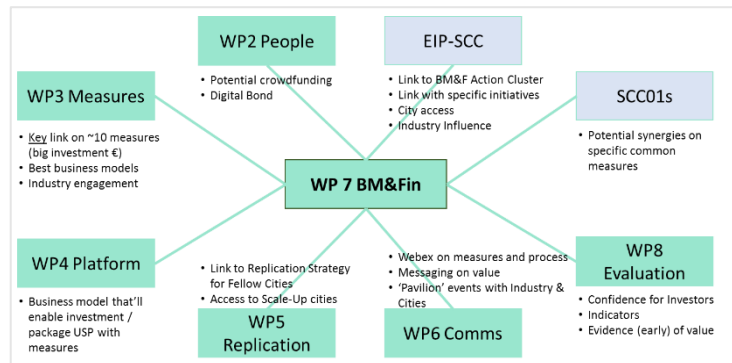 WP2 People
• Potential crowdfunding
• Digital Bond
EIP-SCC
• Link to BM&F Action Cluster
• Link with specific initiatives
• City access
• Industry Influence
WP3 Measures
• Key link on ~10 measures
(big investment €)
• Best business models
• Industry engagement
SCC01s
• Potential synergies on
specific common
measures
WP 7 BM&Fin
WP4 Platform
• Business model that'll
enable investment /
package USP with
measures
• Link to Replication Strategy
for Fellow Cities
• Access to Scale-Up cities
WP5
Replication
• Webex on measures and process
• Messaging on value
• 'Pavilion' events with Industry &
Cities
WP6 Comms
WP8
Evaluation
• Confidence for Investors
• Indicators
• Evidence (early) of value